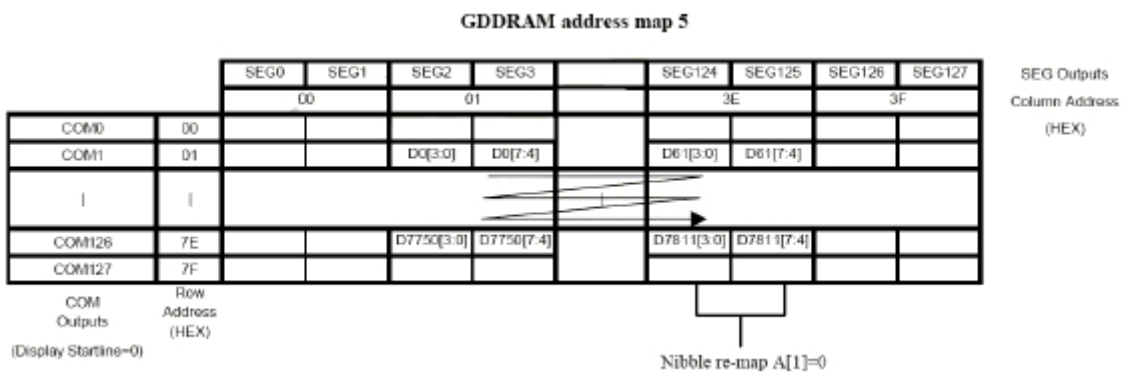 GDDRAM address map 5
SEG0 SEG1 SEG2 SEG3 SEG124 SEG125 SEG126 SEG127 SEG Outputs
00 01 3E 3F Column Address
(HEX)
COM0 00
COM1 01 D0[3:0] D0[7:4] D61[3:0] D61[7:4]
| | |
COM126 7E D7750[3:0] D7750[7:4] D7811[3:0] D7811[7:4]
COM127 7F
COM
Outputs
(Display Startline=0)
Row
Address
(HEX)
Nibble re-map A[1]=0